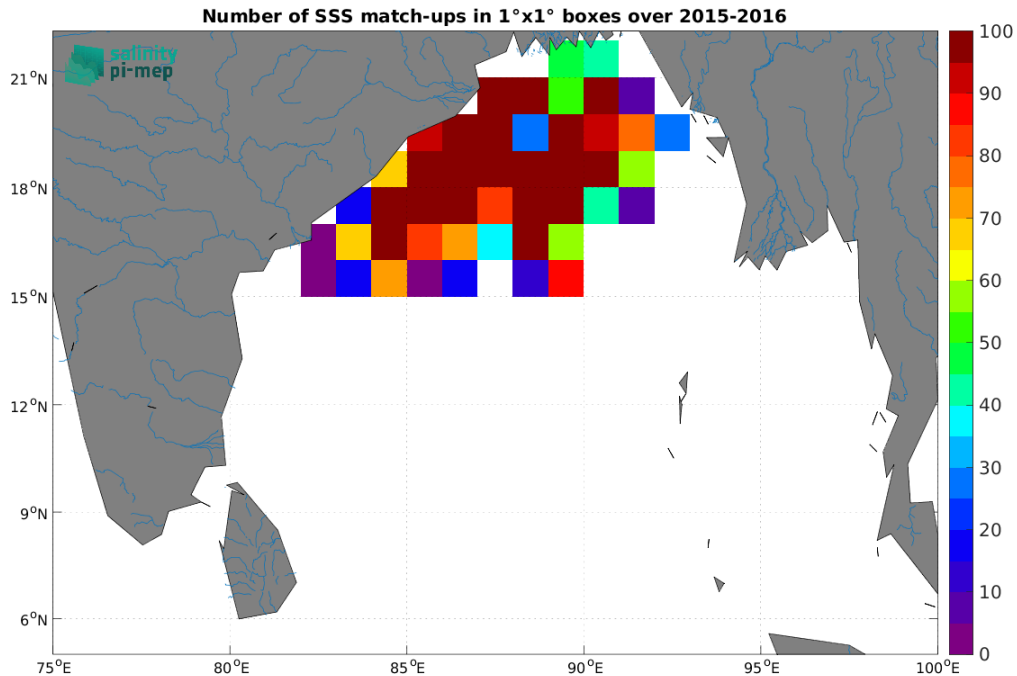 Number of SSS match-ups in 1°x1° boxes over 2015-2016
salinity
pi-mep
21°N
18°N
15°N
12°N
9°N
6°N
75°E 80°E 85°E 90°E 95°E 100°E
100
90
80
70
60
50
40
30
20
10
0